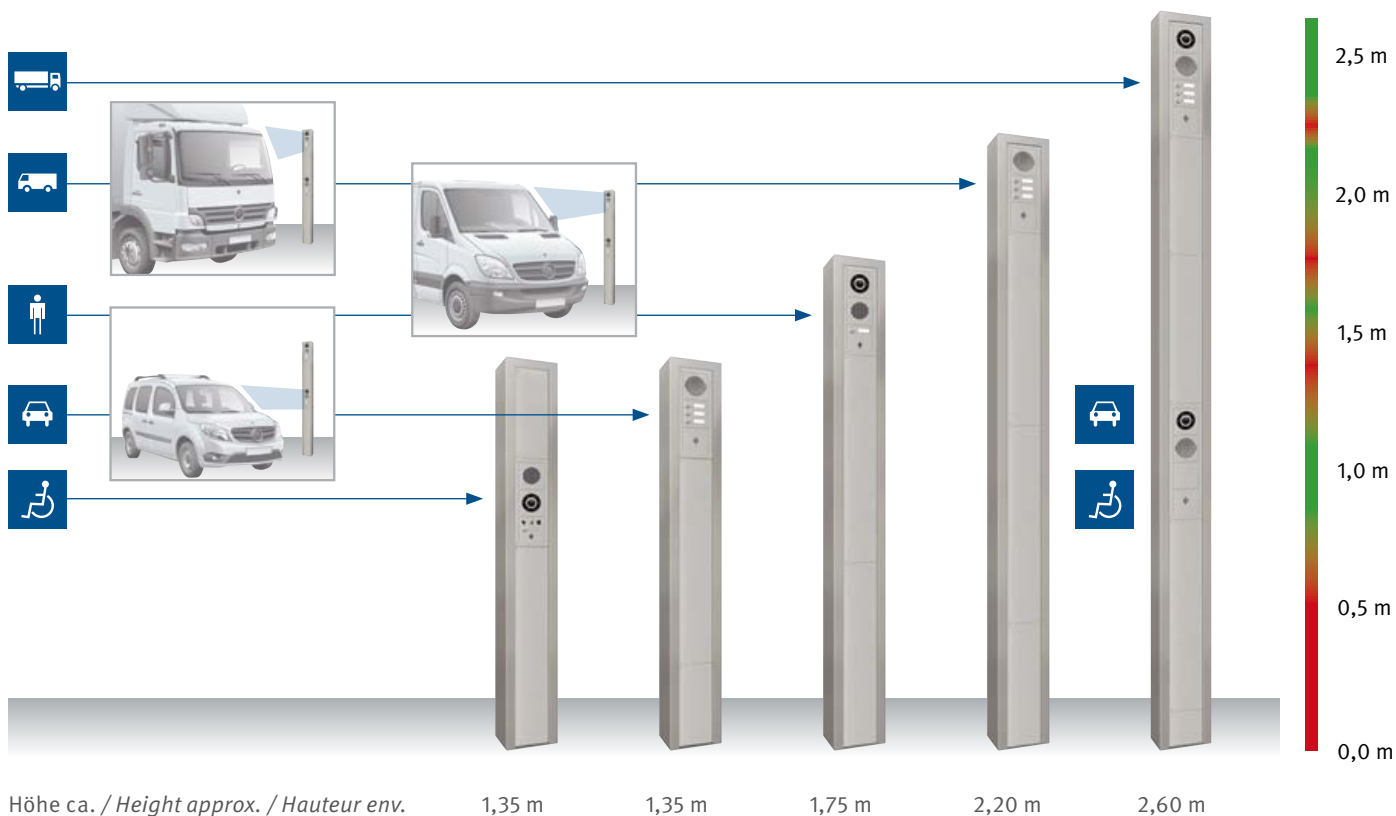 2,5 m
2,0 m
1,5 m
1,0 m
0,5 m
0,0 m
Höhe ca. / Height approx. / Hauteur env. 1,35 m 1,35 m 1,75 m 2,20 m 2,60 m